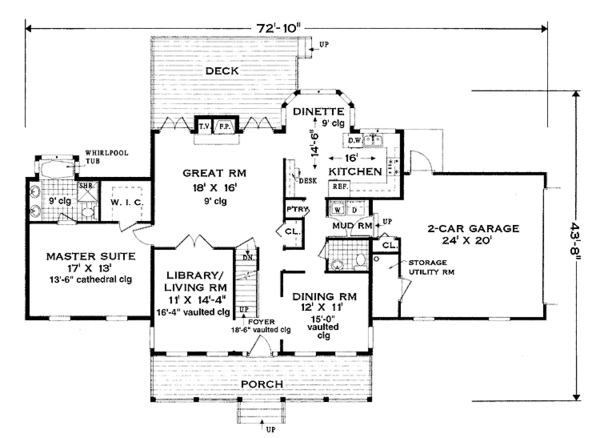 72'-10"
UP
DECK
DINETTE
9' clg
T.V.
F.P.
14'-6"
D.W.
WHIRLPOOL
TUB
GREAT RM
18' X 16'
9' clg
16'
KITCHEN
DESK
REF.
SHR.
9' clg
W. I. C.
P'TRY
W
D
UP
MUD RM
CL.
CL.
2-CAR GARAGE
24' X 20'
43'-8"
MASTER SUITE
17' X 13'
13'-6" cathedral clg
DN
STORAGE
UTILITY RM
LIBRARY/
LIVING RM
11' X 14'-4"
16'-4" vaulted clg
UP
FOYER
18'-6" vaulted clg
DINING RM
12' X 11'
15'-0"
vaulted
clg
PORCH
UP